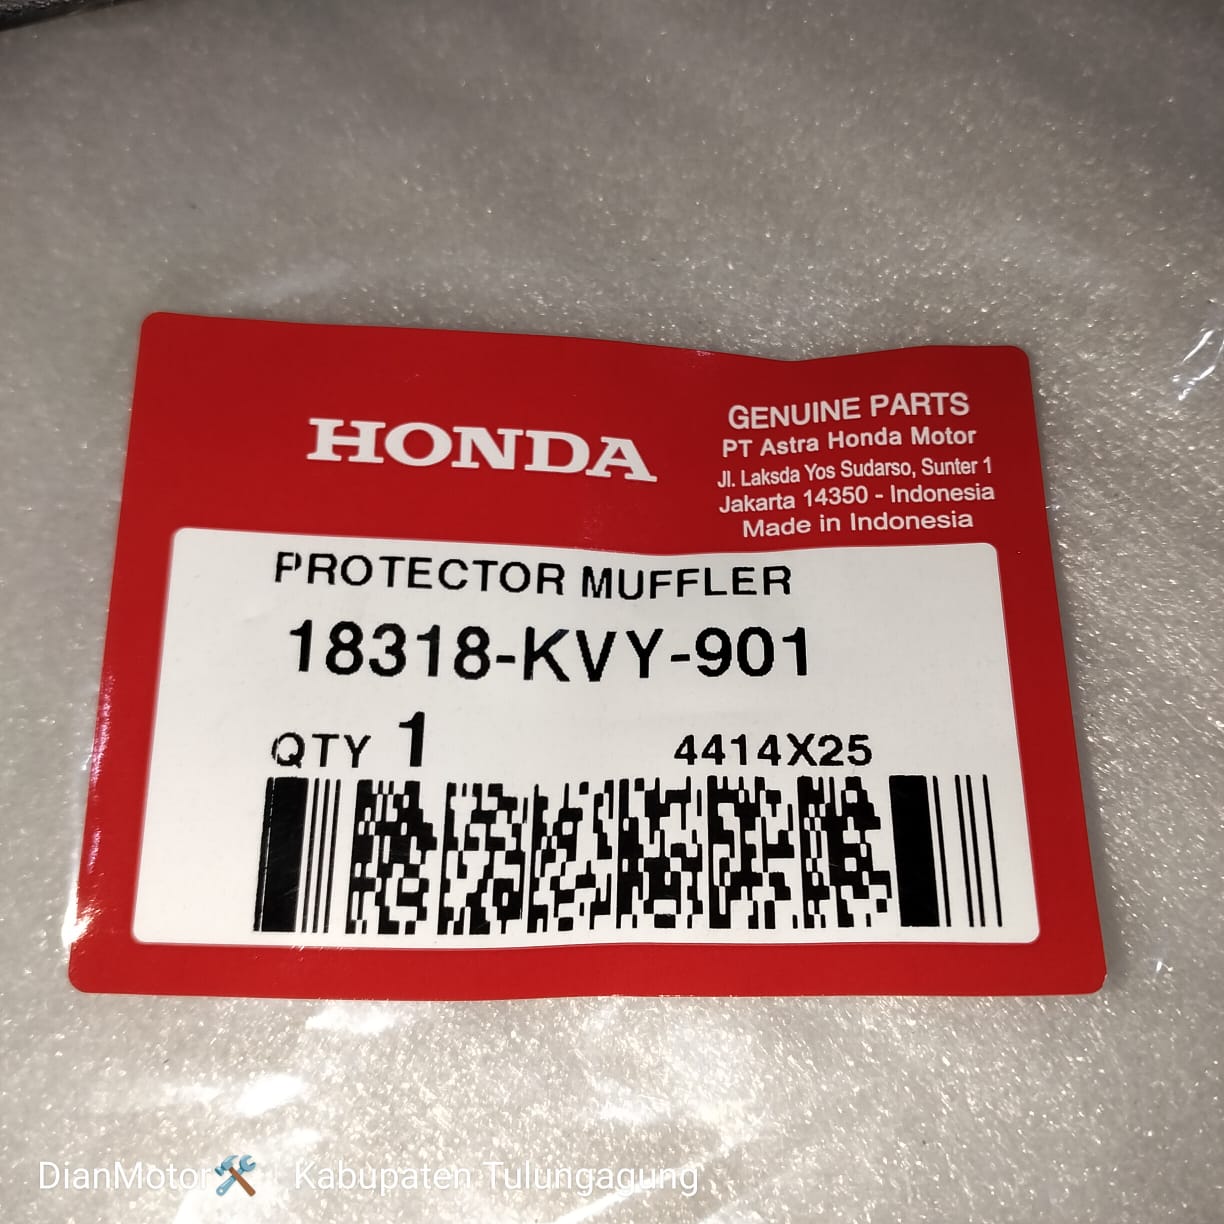 HONDA
GENUINE PARTS
PT Astra Honda Motor
Jl. Laksda Yos Sudarso, Sunter 1
Jakarta 14350 - Indonesia
Made in Indonesia
PROTECTOR MUFFLER
18318-KVY-901
QTY 1
4414X25
DianMotor🛠️ | Kabupaten Tulungagung